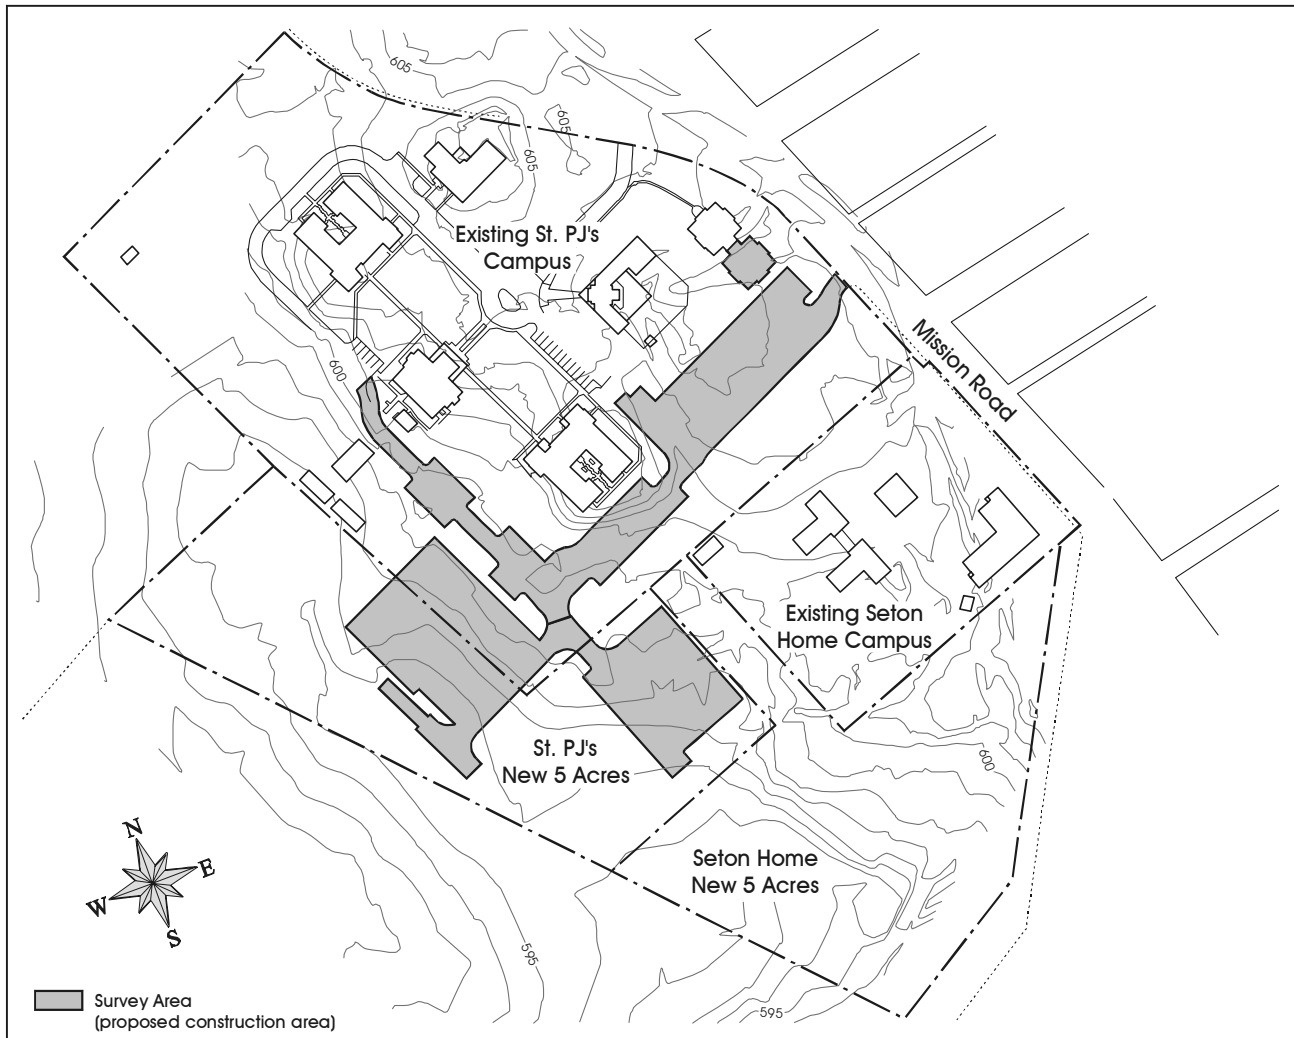 605
605
605
Existing St. PJ's
Campus
600
Mission Road
Existing Seton
Home Campus
St. PJ's
New 5 Acres
600
Seton Home
New 5 Acres
N
E
W
S
595
595
Survey Area
(proposed construction area)